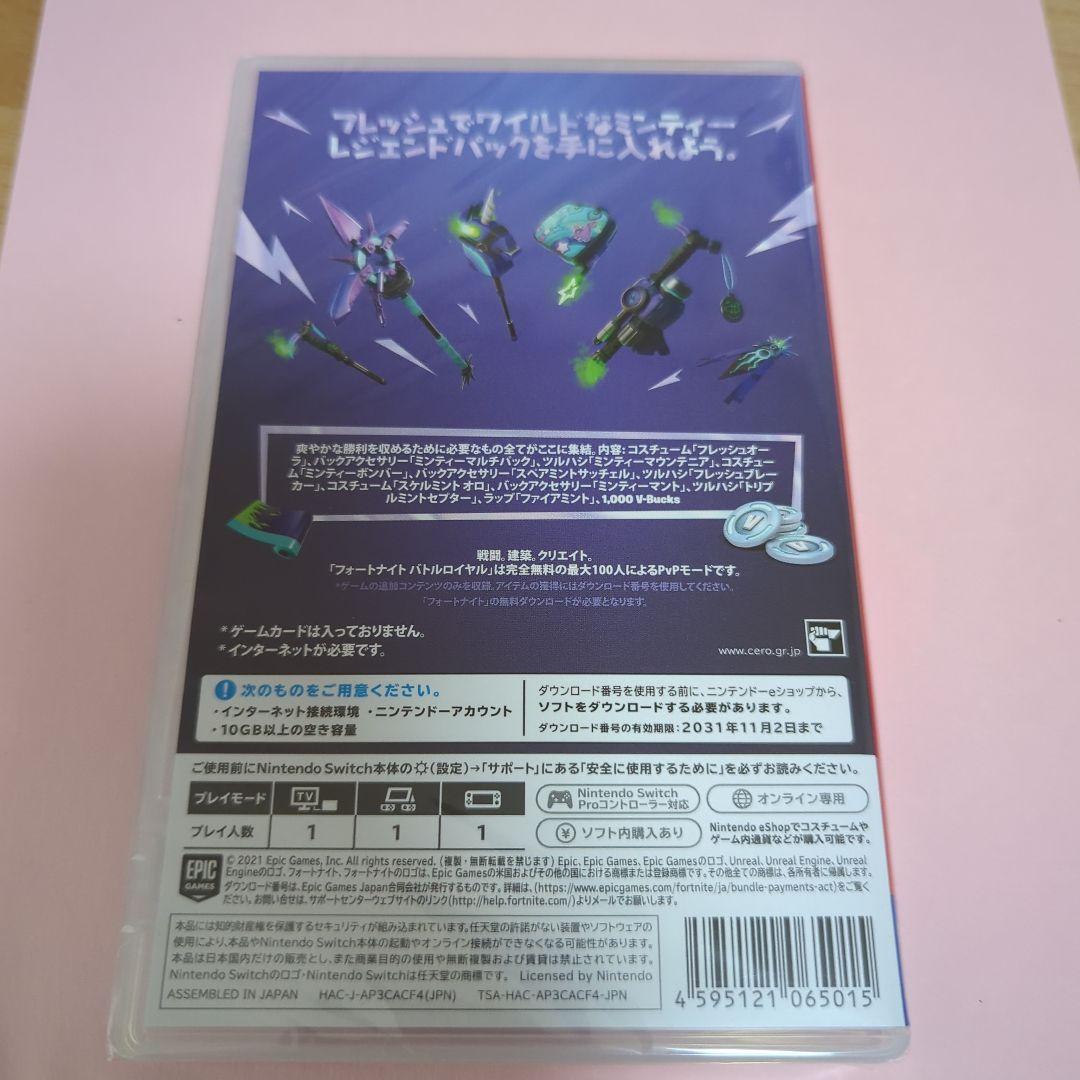 フレッシュでワイルドなミンティー
レジェンドパックを手に入れよう。
爽やかな勝利を収めるために必要なもの全てがここに集結。内容:コスチューム「フレッシュオー
ラ」、バックアクセサリー「ミンティーマルチパック」、ツルハシ「ミンティーマウンテニア」、コスチュー
ム「ミンティーボンバー」、バックアクセサリー「スペアミントサッチェル」、ツルハシ「フレッシュブレー
カー」、コスチューム「スケルミント オロ」、バックアクセサリー「ミンティーマント」、ツルハシ「トリプ
ルミントセプター」、ラップ「ファイアミント」、1,000 V-Bucks
戦闘。建築。クリエイト。
「フォートナイト バトルロイヤル」は完全無料の最大100人によるPvPモードです。
*ゲームの追加コンテンツのみを収録。アイテムの獲得にはダウンロード番号を使用してください。
「フォートナイト」の無料ダウンロードが必要となります。
*ゲームカードは入っておりません。
*インターネットが必要です。
www.cero.gr.jp
! 次のものをご用意ください。
・インターネット接続環境 ・ニンテンドーアカウント
・10GB以上の空き容量
ダウンロード番号を使用する前に、ニンテンドーeショップから、
ソフトをダウンロードする必要があります。
ダウンロード番号の有効期限:2031年11月2日まで
ご使用前にNintendo Switch本体の(設定)→「サポート」にある「安全に使用するために」を必ずお読みください。
プレイモード TV
プレイ人数 1 1 1
Nintendo Switch
Proコントローラー対応
オンライン専用
¥ ソフト内購入あり
Nintendo eShopでコスチュームや
ゲーム内通貨などが購入可能です。
EPIC
GAMES
© 2021 Epic Games, Inc. All rights reserved. (複製・無断転載を禁じます) Epic, Epic Games, Epic Gamesのロゴ, Unreal, Unreal Engine, Unreal
Engineのロゴ、フォートナイト、フォートナイトのロゴは、Epic Gamesの米国およびその他の国における商標または登録商標です。その他全ての商標は、各所有者に帰属します。
ダウンロード番号は、Epic Games Japan合同会社が発行するものです。詳細は、(https://www.epicgames.com/fortnite/ja/bundle-payments-act)をご覧く
ださい。お問い合せは、サポートセンターウェブサイトのリンク(http://help.fortnite.com/)よりメールでお願いします。
本品には知的財産権を保護するセキュリティが組み込まれています。任天堂の許諾がない装置やソフトウェアの
使用により、本品やNintendo Switch本体の起動やオンライン接続ができなくなる可能性があります。
本品は日本国内だけの販売とし、また商業目的の使用や無断複製および賃貸は禁止されています。
Nintendo Switchのロゴ・Nintendo Switchは任天堂の商標です。 Licensed by Nintendo
ASSEMBLED IN JAPAN HAC-J-AP3CACF4(JPN) TSA-HAC-AP3CACF4-JPN
4 595121 065015